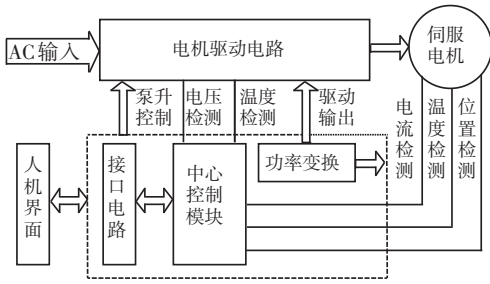 AC输入
电机驱动电路
伺服
电机
泵升
控制
电压
检测
温度
检测
驱动
输出
电流检测
温度检测
位置检测
人机界面
接口电路
中心
控制
模块
功率变换